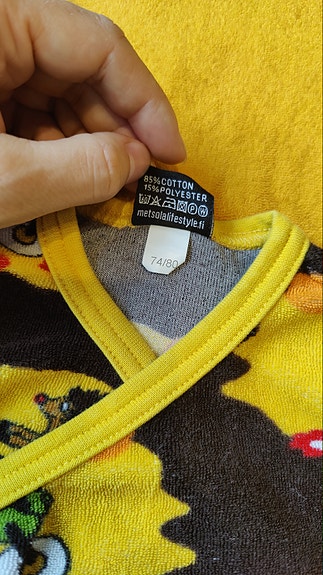 85%COTTON
15%POLYESTER
metsolalifestyle.fi
74/80